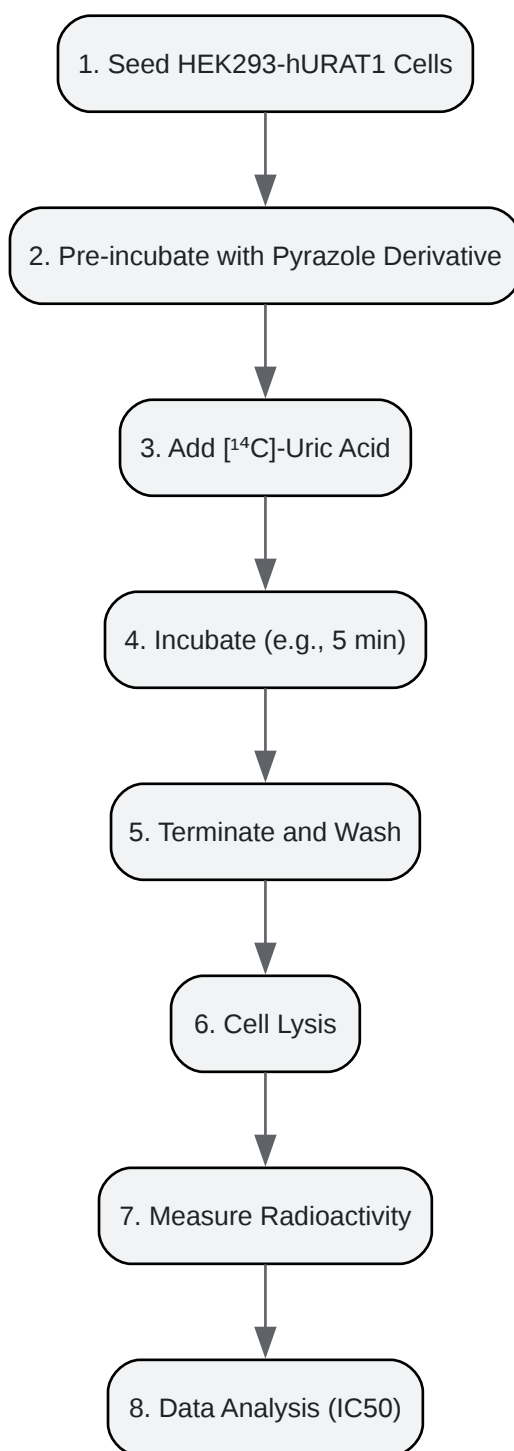 1. Seed HEK293-hURAT1 Cells
2. Pre-incubate with Pyrazole Derivative
3. Add [¹⁴C]-Uric Acid
4. Incubate (e.g., 5 min)
5. Terminate and Wash
6. Cell Lysis
7. Measure Radioactivity
8. Data Analysis (IC50)